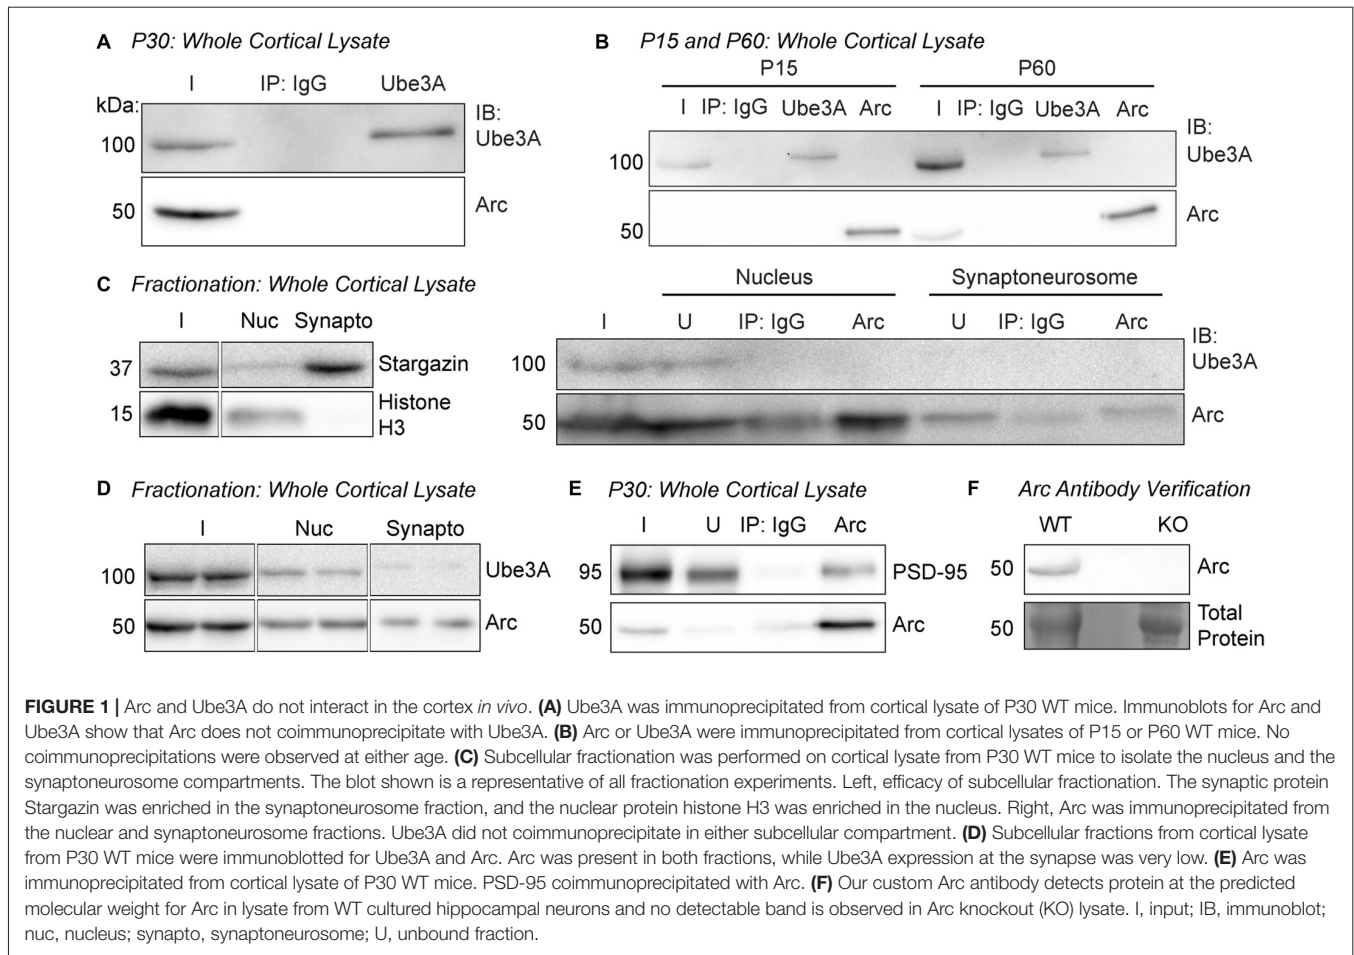 A P30: Whole Cortical Lysate
I IP: IgG Ube3A
kDa:
IB:
Ube3A
100
50
Arc
B P15 and P60: Whole Cortical Lysate
P15 P60
I IP: IgG Ube3A Arc I IP: IgG Ube3A Arc
IB:
Ube3A
100
50
Arc
C Fractionation: Whole Cortical Lysate
I Nuc Synapto
37 Stargazin
15 Histone
H3
Nucleus Synaptoneurosome
I U IP: IgG Arc U IP: IgG Arc
IB:
Ube3A
100
50 Arc
D Fractionation: Whole Cortical Lysate
I Nuc Synapto
100 Ube3A
50 Arc
E P30: Whole Cortical Lysate
I U IP: IgG Arc
95 PSD-95
50 Arc
F Arc Antibody Verification
WT KO
50 Arc
50 Total
Protein
FIGURE 1 | Arc and Ube3A do not interact in the cortex in vivo. (A) Ube3A was immunoprecipitated from cortical lysate of P30 WT mice. Immunoblots for Arc and
Ube3A show that Arc does not coimmunoprecipitate with Ube3A. (B) Arc or Ube3A were immunoprecipitated from cortical lysates of P15 or P60 WT mice. No
coimmunoprecipitations were observed at either age. (C) Subcellular fractionation was performed on cortical lysate from P30 WT mice to isolate the nucleus and the
synaptoneurosome compartments. The blot shown is a representative of all fractionation experiments. Left, efficacy of subcellular fractionation. The synaptic protein
Stargazin was enriched in the synaptoneurosome fraction, and the nuclear protein histone H3 was enriched in the nucleus. Right, Arc was immunoprecipitated from
the nuclear and synaptoneurosome fractions. Ube3A did not coimmunoprecipitate in either subcellular compartment. (D) Subcellular fractions from cortical lysate
from P30 WT mice were immunoblotted for Ube3A and Arc. Arc was present in both fractions, while Ube3A expression at the synapse was very low. (E) Arc was
immunoprecipitated from cortical lysate of P30 WT mice. PSD-95 coimmunoprecipitated with Arc. (F) Our custom Arc antibody detects protein at the predicted
molecular weight for Arc in lysate from WT cultured hippocampal neurons and no detectable band is observed in Arc knockout (KO) lysate. I, input; IB, immunoblot;
nuc, nucleus; synapto, synaptoneurosome; U, unbound fraction.